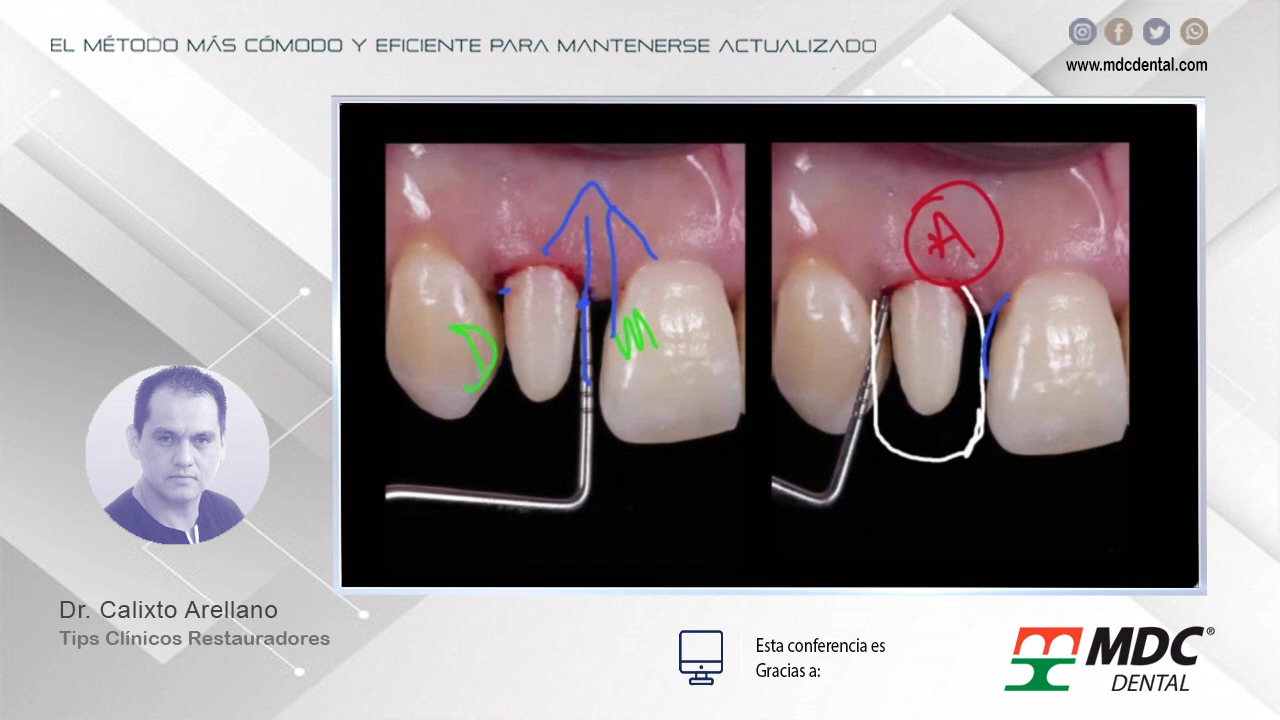 EL MÉTODO MÁS CÓMODO Y EFICIENTE PARA MANTENERSE ACTUALIZADO
www.mdcdental.com
D
M
A
Dr. Calixto Arellano
Tips Clínicos Restauradores
Esta conferencia es
Gracias a:
MDC®
DENTAL